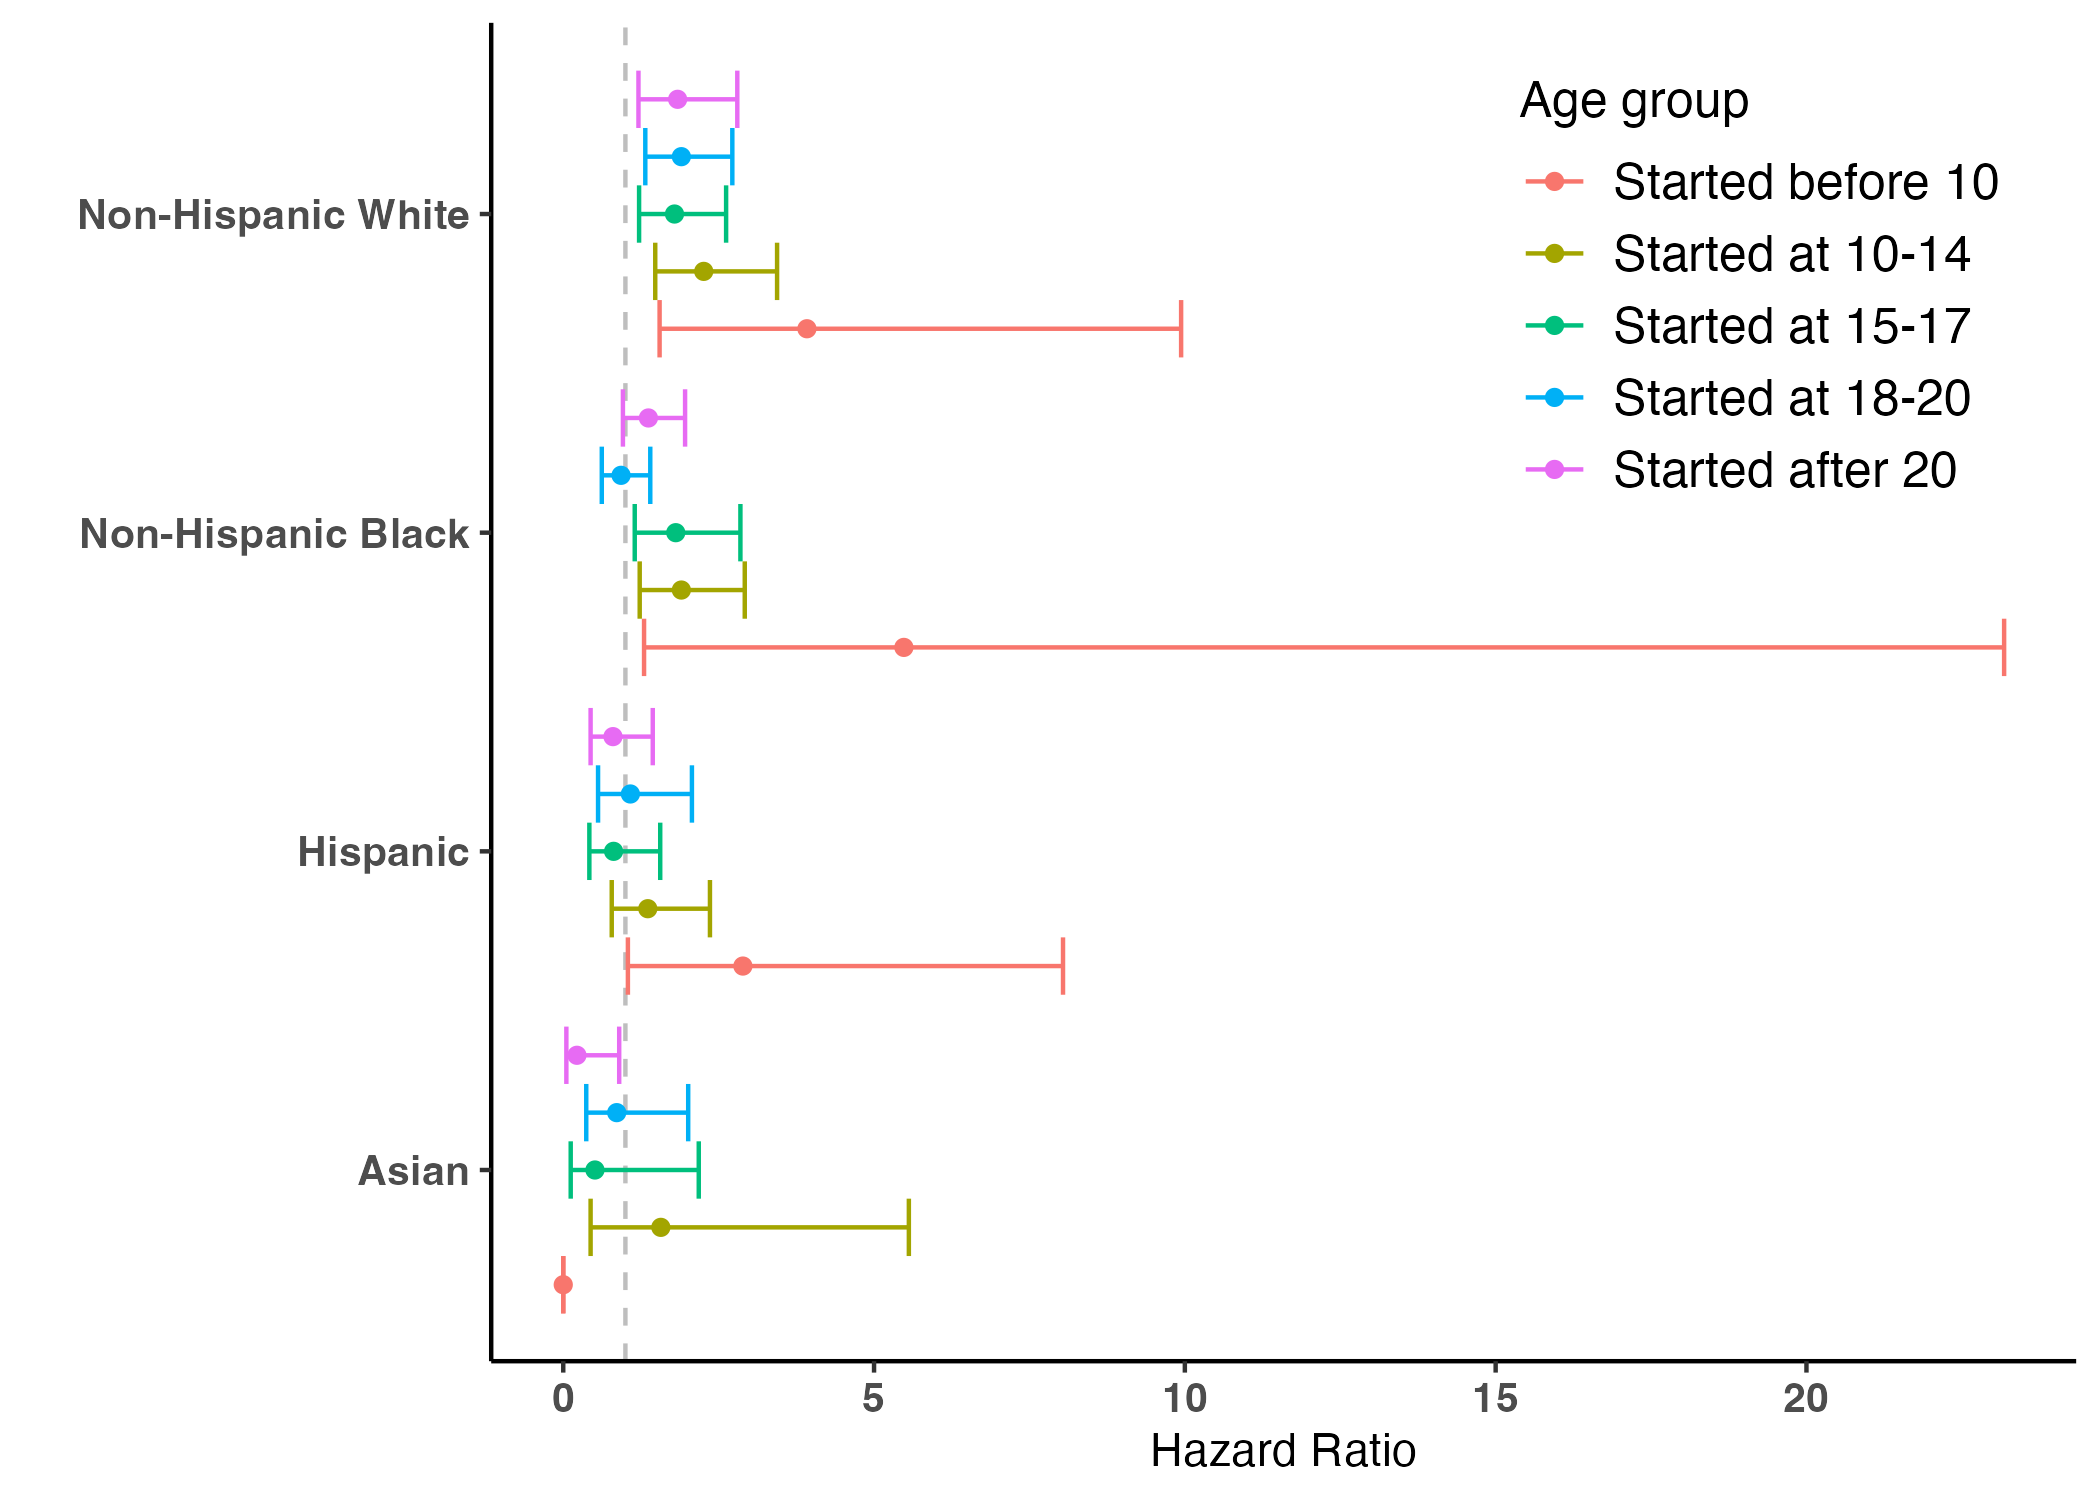 Non-Hispanic White
Non-Hispanic Black
Hispanic
Asian
Age group
Started before 10
Started at 10-14
Started at 15-17
Started at 18-20
Started after 20
0 5 10 15 20
Hazard Ratio